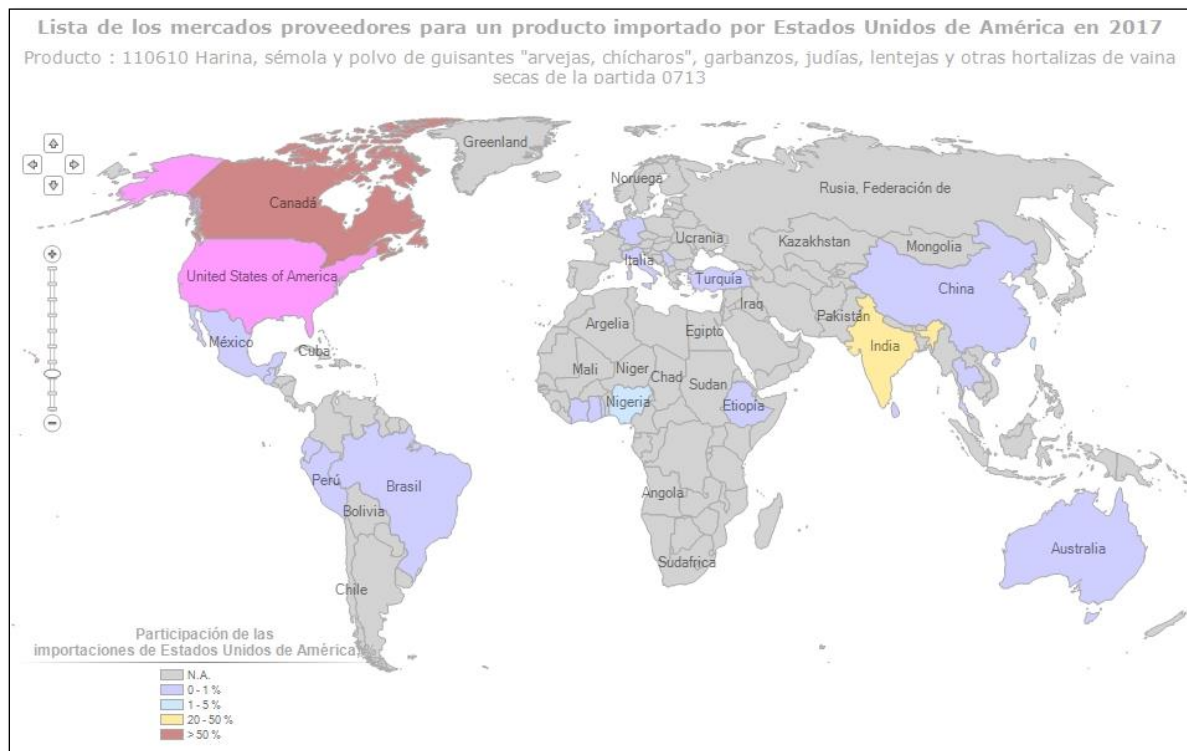 Lista de los mercados proveedores para un producto importado por Estados Unidos de América en 2017
Producto : 110610 Harina, sémola y polvo de guisantes "arvejas, chícharos", garbanzos, judías, lentejas y otras hortalizas de vaina
secas de la partida 0713
Greenland
Noruega
Rusia, Federación de
Canadá
Ucrania
Kazakhstan
Mongolia
Italia
United States of America
Turquía
China
Iraq
Pakistán
Argelia
Egipto
México
India
Cuba
Mali
Niger
Chad
Sudan
Nigeria
Etiopía
Perú
Brasil
Angola
Bolivia
Australia
Sudafrica
Chile
Participación de las
importaciones de Estados Unidos de América,
N.A.
0 - 1 %
1 - 5 %
20 - 50 %
> 50 %